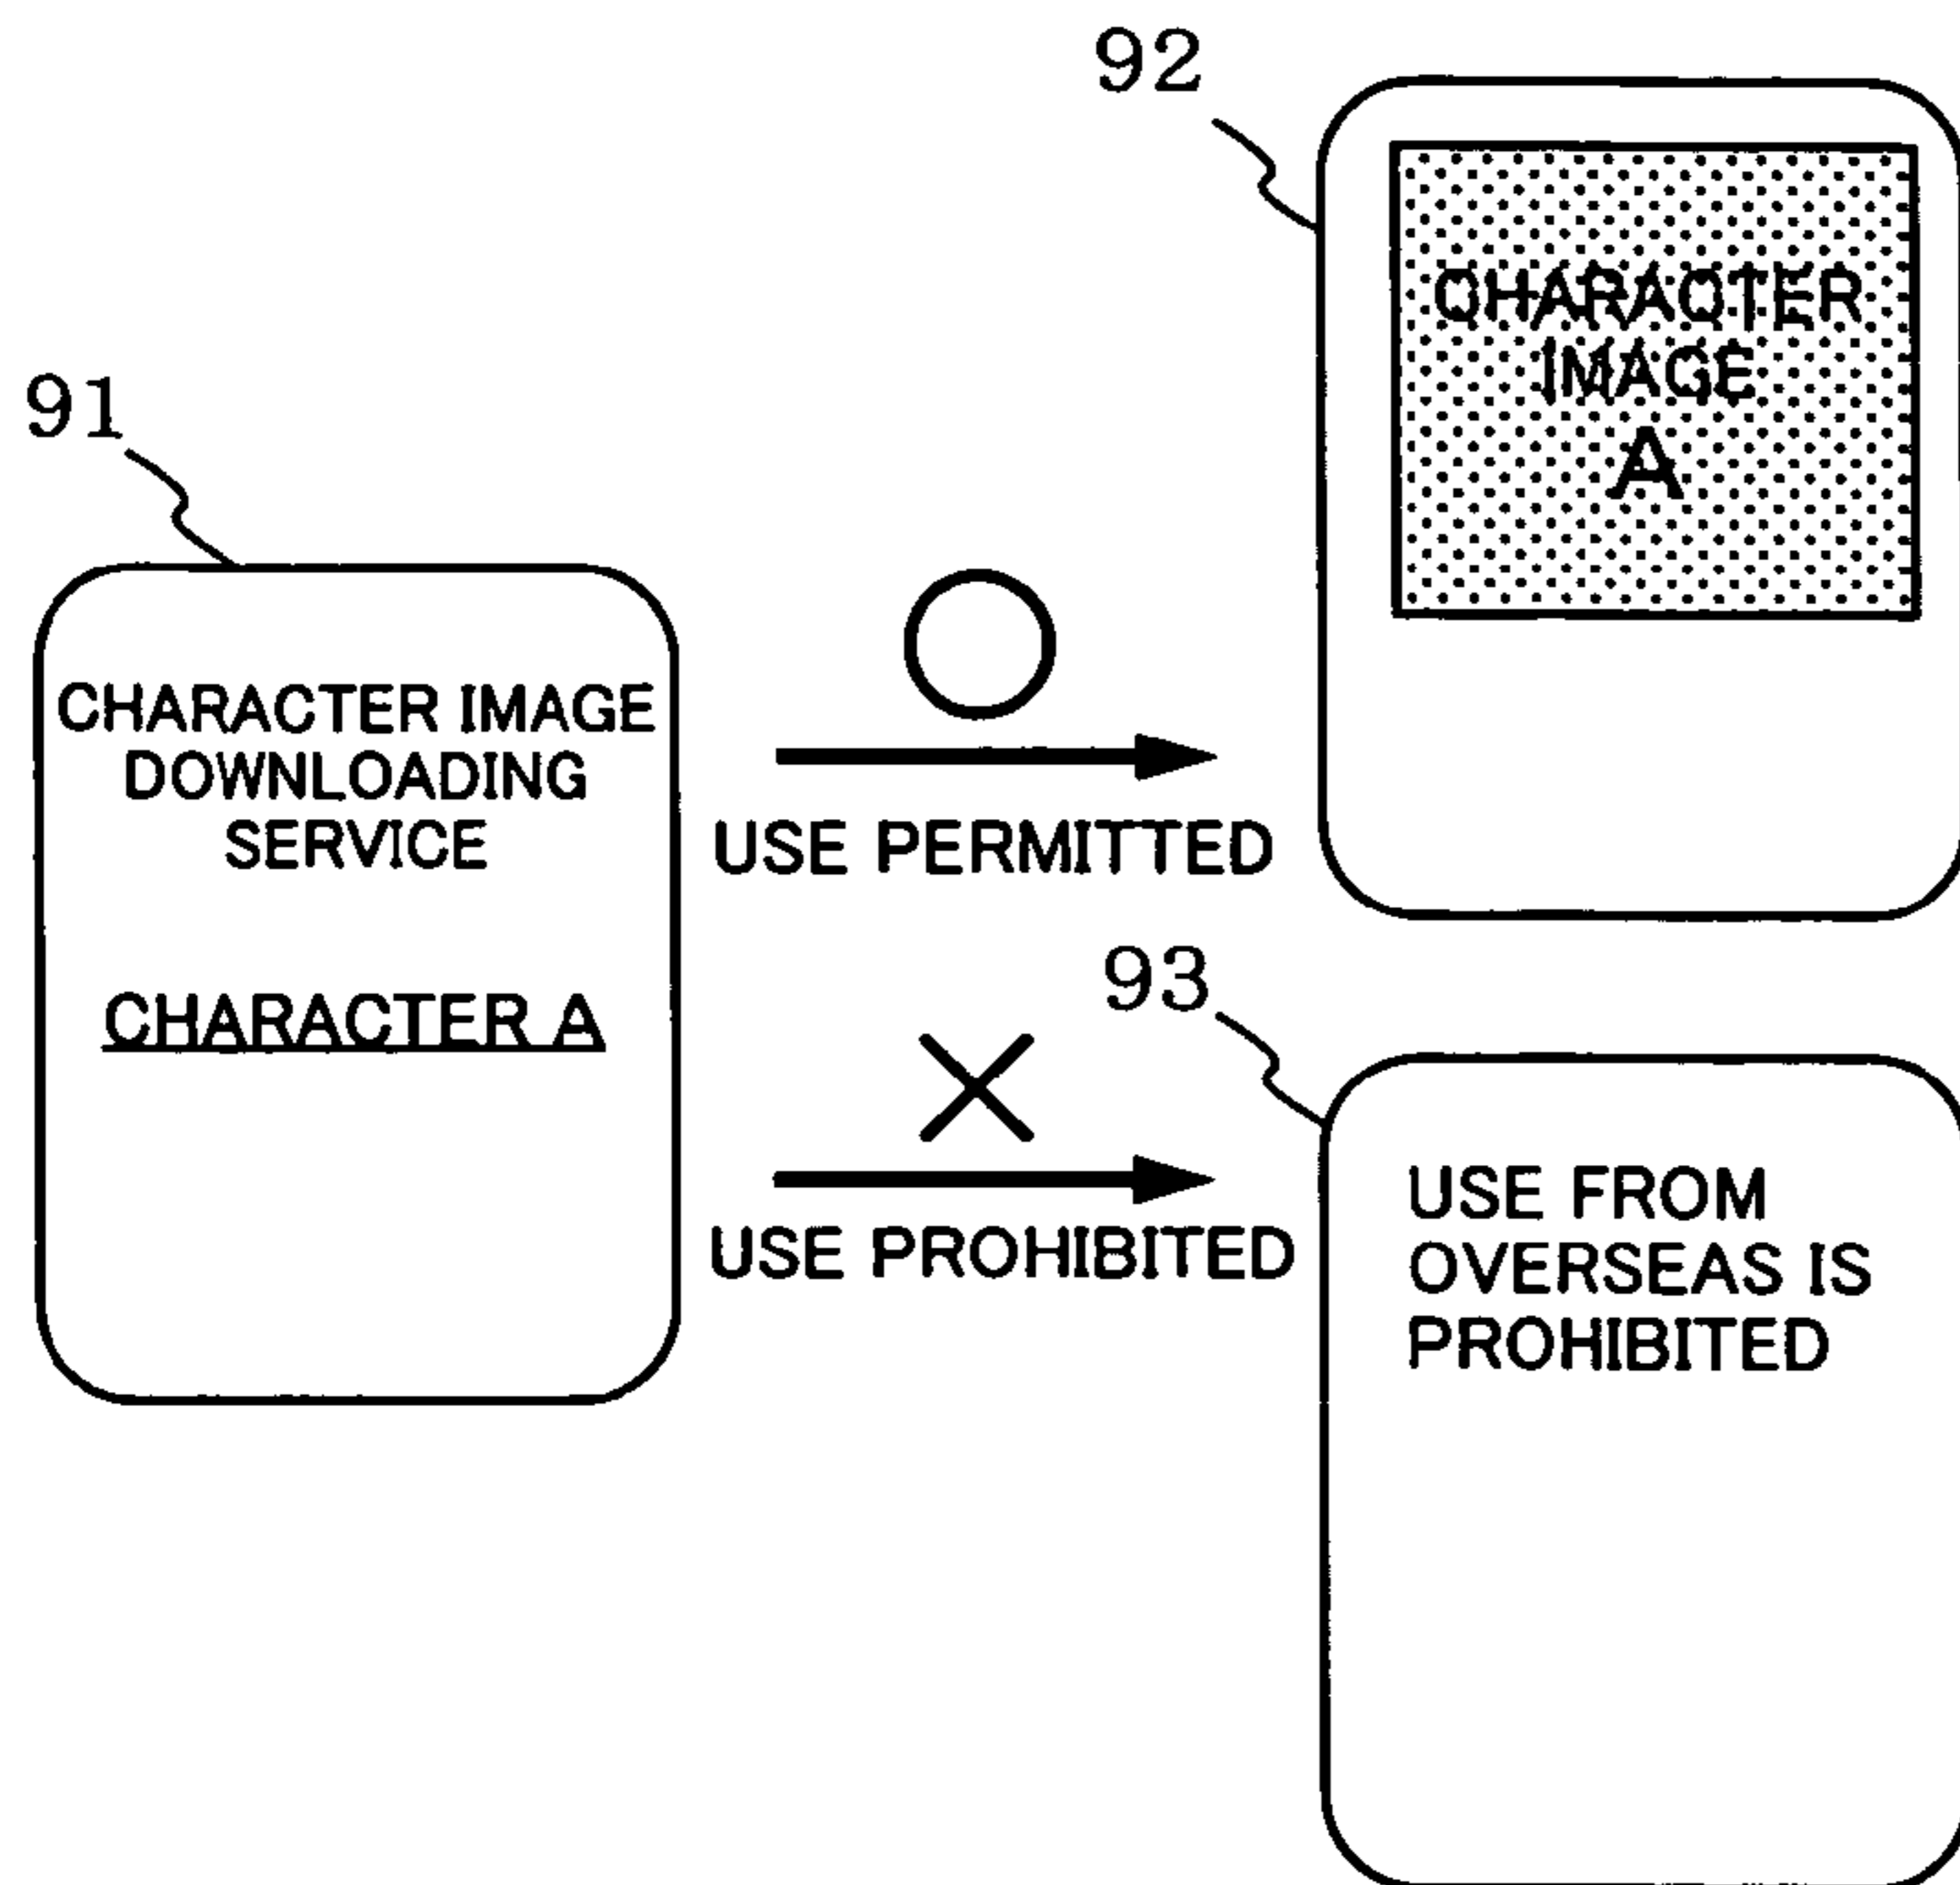 92
CHARACTER
IMAGE
A
91
CHARACTER IMAGE
DOWNLOADING
SERVICE
CHARACTER A
USE PERMITTED
93
USE PROHIBITED
USE FROM
OVERSEAS IS
PROHIBITED